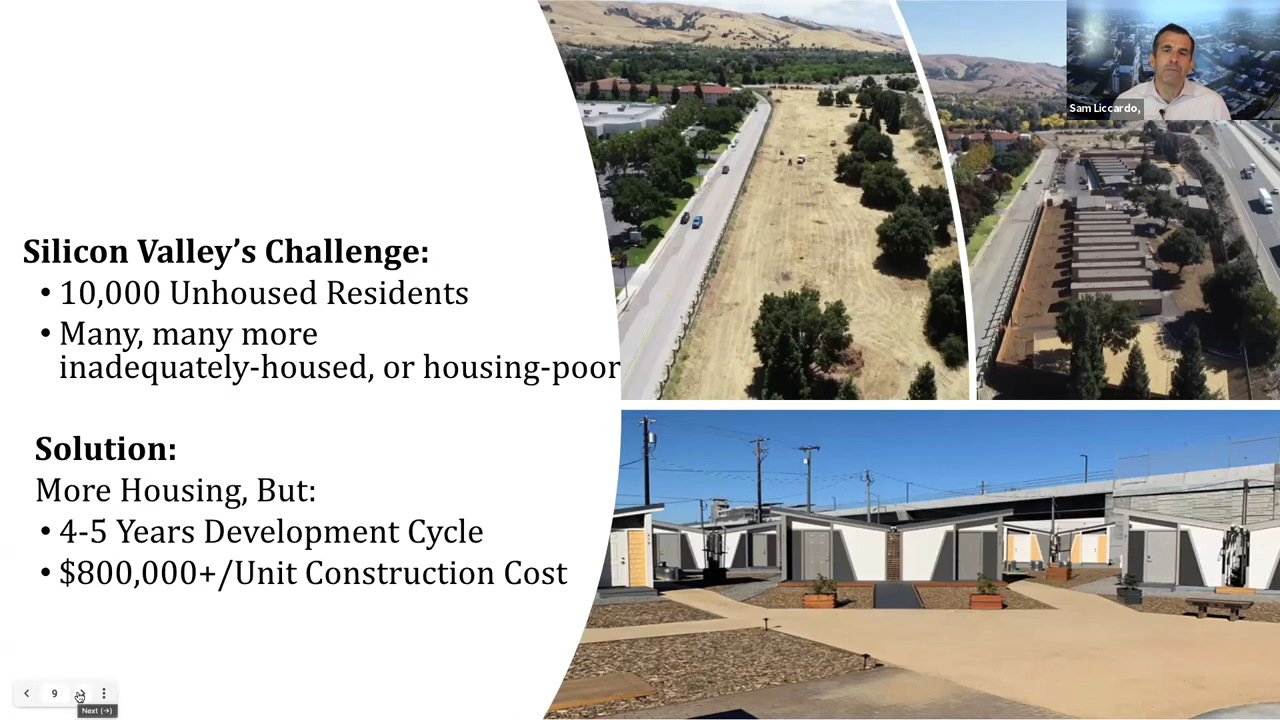 Sam Liccardo,
Silicon Valley’s Challenge:
• 10,000 Unhoused Residents
• Many, many more
inadequately-housed, or housing-poor
Solution:
More Housing, But:
• 4-5 Years Development Cycle
• $800,000+/Unit Construction Cost
9
Next (→)